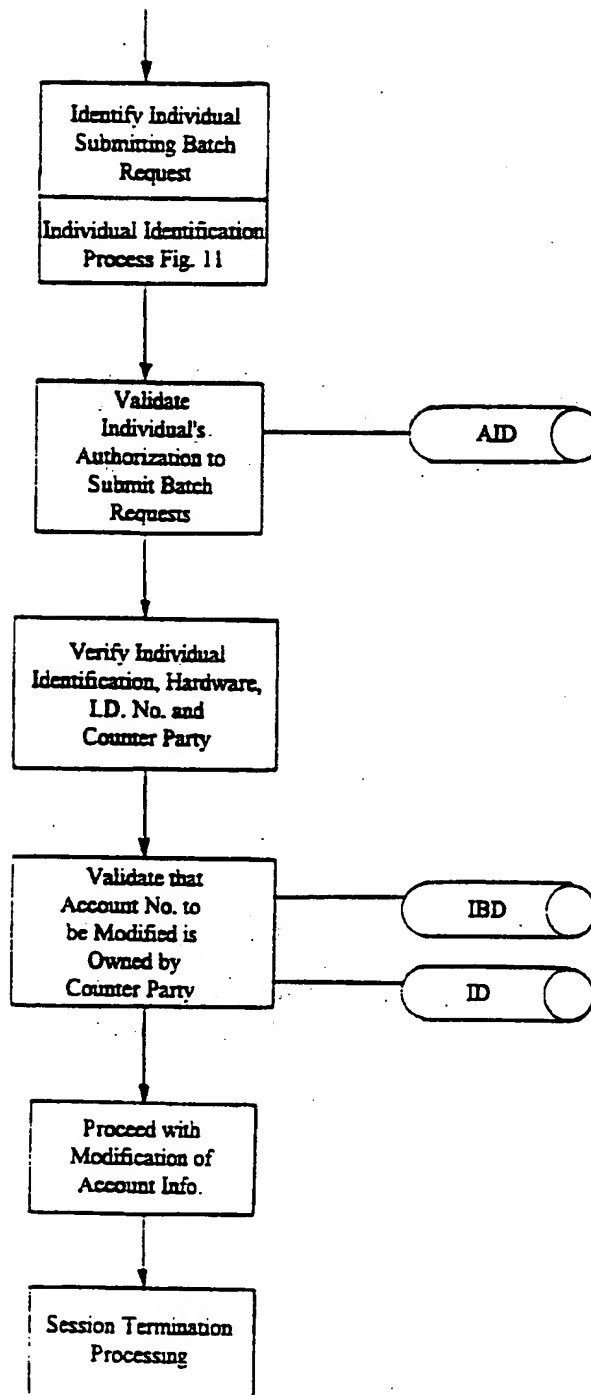 Identify Individual
Submitting Batch
Request
Individual Identification
Process Fig. 11
Validate
Individual's
Authorization to
Submit Batch
Requests
AID
Verify Individual
Identification, Hardware,
I.D. No. and
Counter Party
Validate that
Account No. to
be Modified is
Owned by
Counter Party
IBD
ID
Proceed with
Modification of
Account Info.
Session Termination
Processing